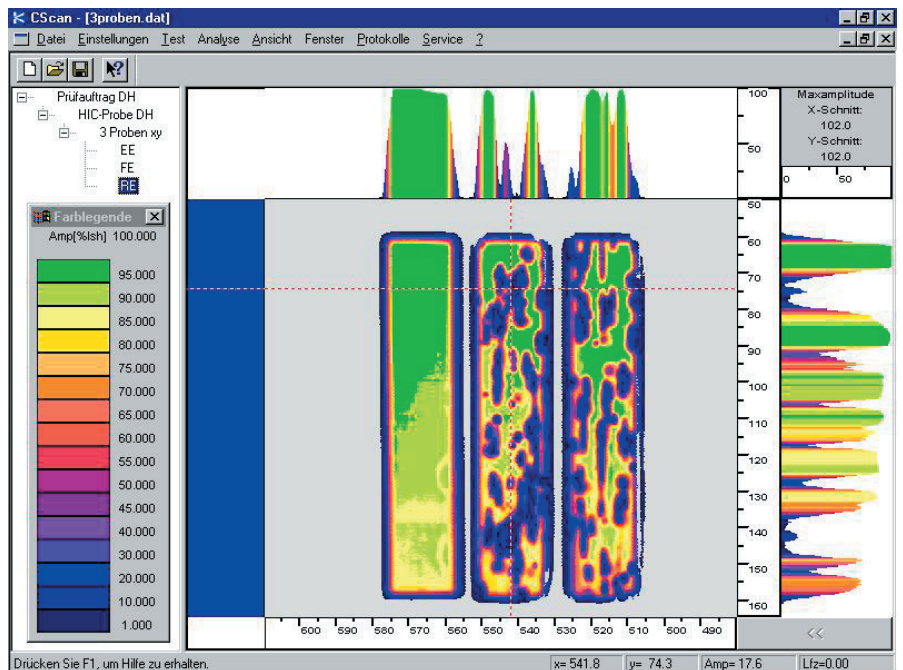 CScan - [3proben.dat]
Datei Einstellungen Test Analyse Ansicht Fenster Protokolle Service ?
Prüfauftrag DH
HIC-Probe DH
3 Proben xy
EE
FE
RE
Farblegende
Amp[%lsh] 100.000
95.000
90.000
85.000
80.000
75.000
70.000
65.000
60.000
55.000
50.000
45.000
40.000
30.000
20.000
10.000
1.000
100
50
Maxamplitude
X-Schnitt:
102.0
Y-Schnitt:
102.0
0 50
50
60
70
80
90
100
110
120
130
140
150
160
600 590 580 570 560 550 540 530 520 510 500 490
<<
Drücken Sie F1, um Hilfe zu erhalten.
x= 541.8 y= 74.3 Amp= 17.6 Lfz=0.00